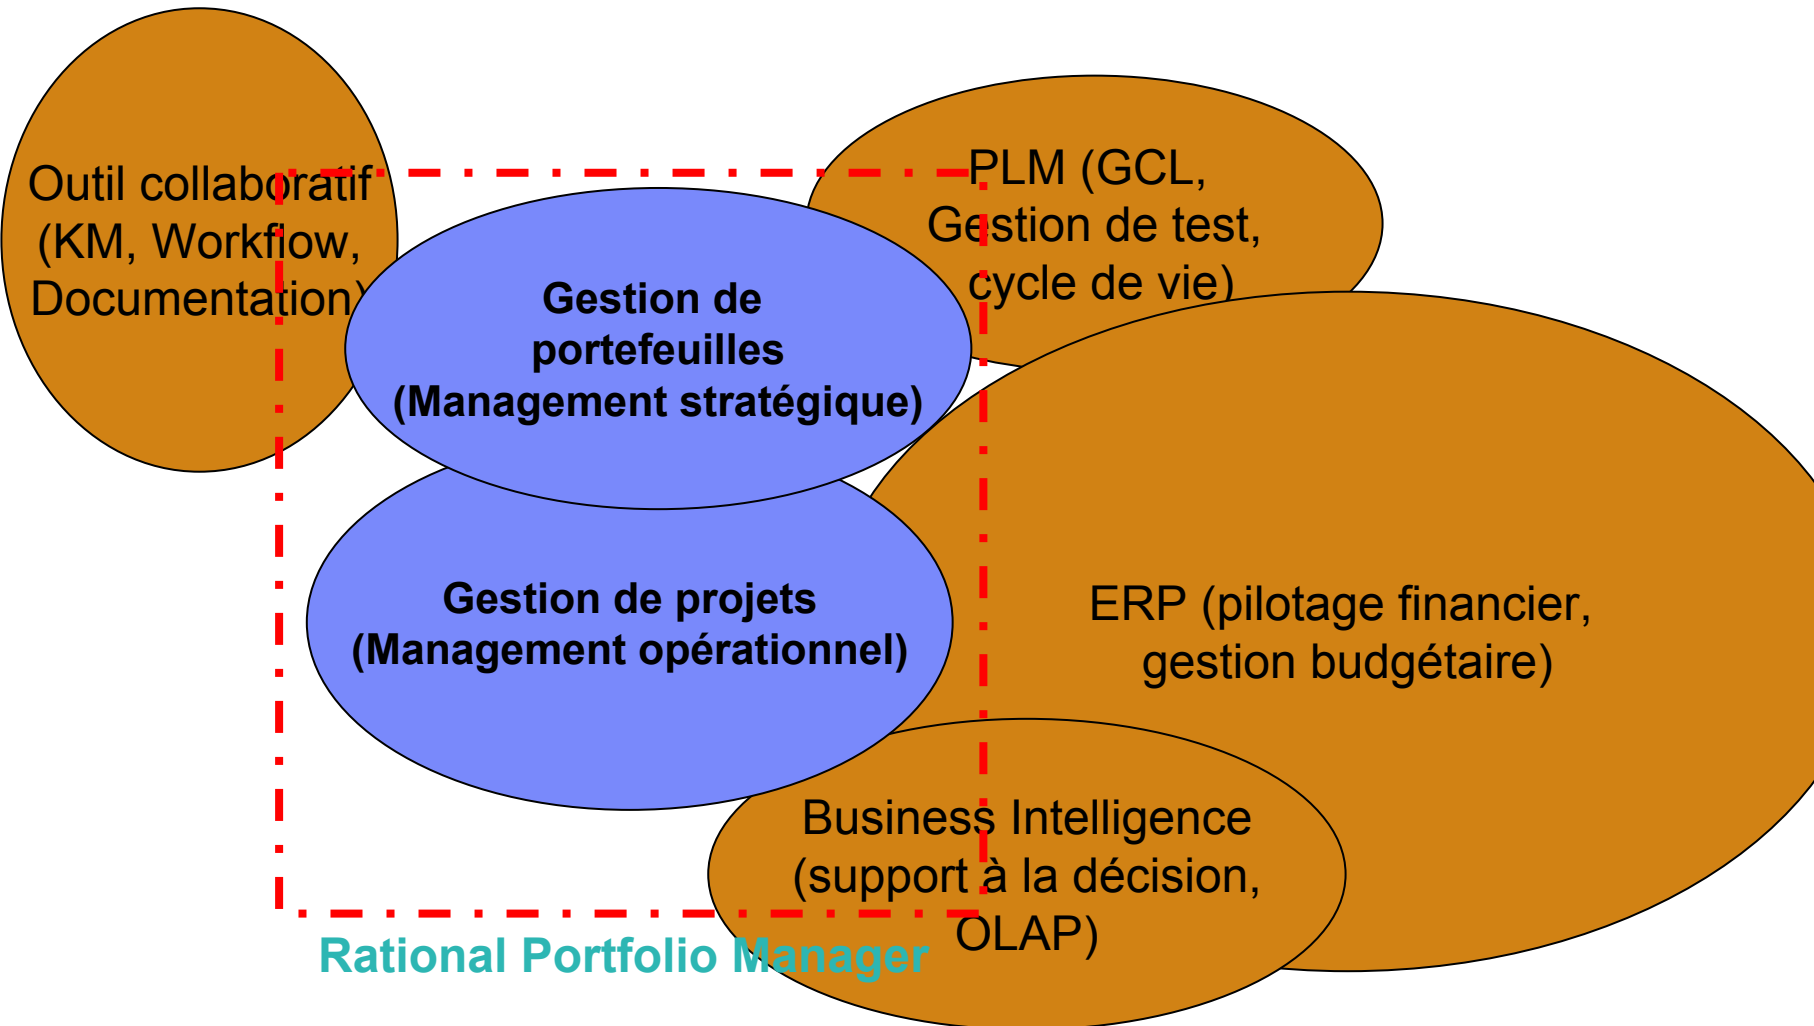 Outil collaboratif
(KM, Workflow,
Documentation)
PLM (GCL,
Gestion de test,
cycle de vie)
Gestion de
portefeuilles
(Management stratégique)
Gestion de projets
(Management opérationnel)
ERP (pilotage financier,
gestion budgétaire)
Business Intelligence
(support à la décision,
OLAP)
Rational Portfolio Manager